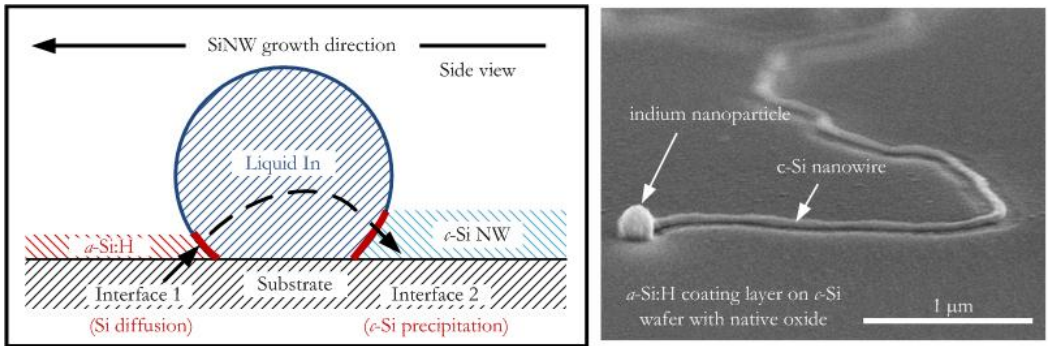 SiNW growth direction
Side view
Liquid In
a-Si:H
c-Si NW
Interface 1
Substrate
Interface 2
(Si diffusion)
(c-Si precipitation)
indium nanoparticle
c-Si nanowire
a-Si:H coating layer on c-Si
wafer with native oxide
1 μm